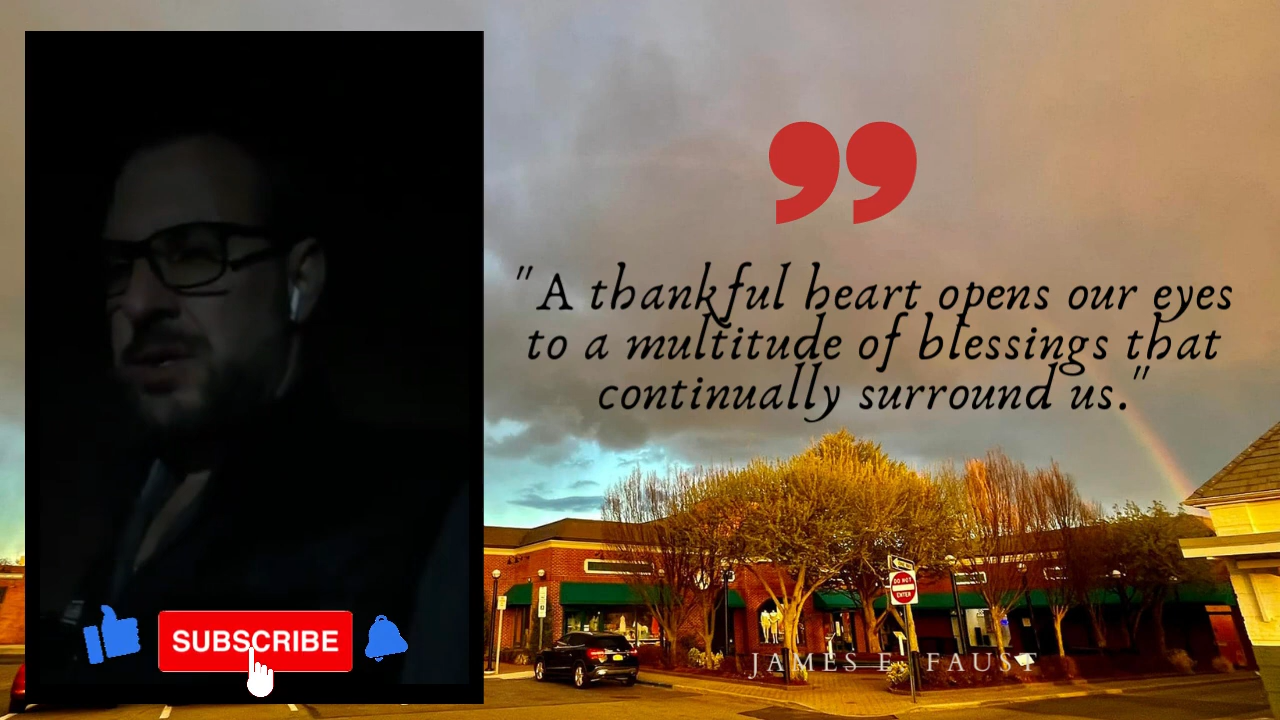 "A thankful heart opens our eyes
to a multitude of blessings that
continually surround us."
JAMES E. FAUST
SUBSCRIBE
DO NOT
ENTER